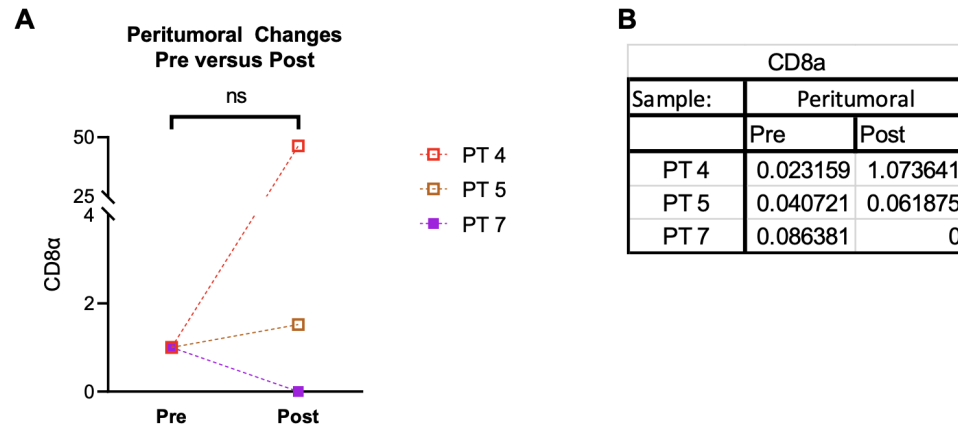 A
Peritumoral Changes
Pre versus Post
ns
50
25
4
2
0
CD8α
Pre Post
PT 4
PT 5
PT 7
B
CD8a
Sample: Peritumoral
Pre Post
PT 4 0.023159 1.073641
PT 5 0.040721 0.061875
PT 7 0.086381 0